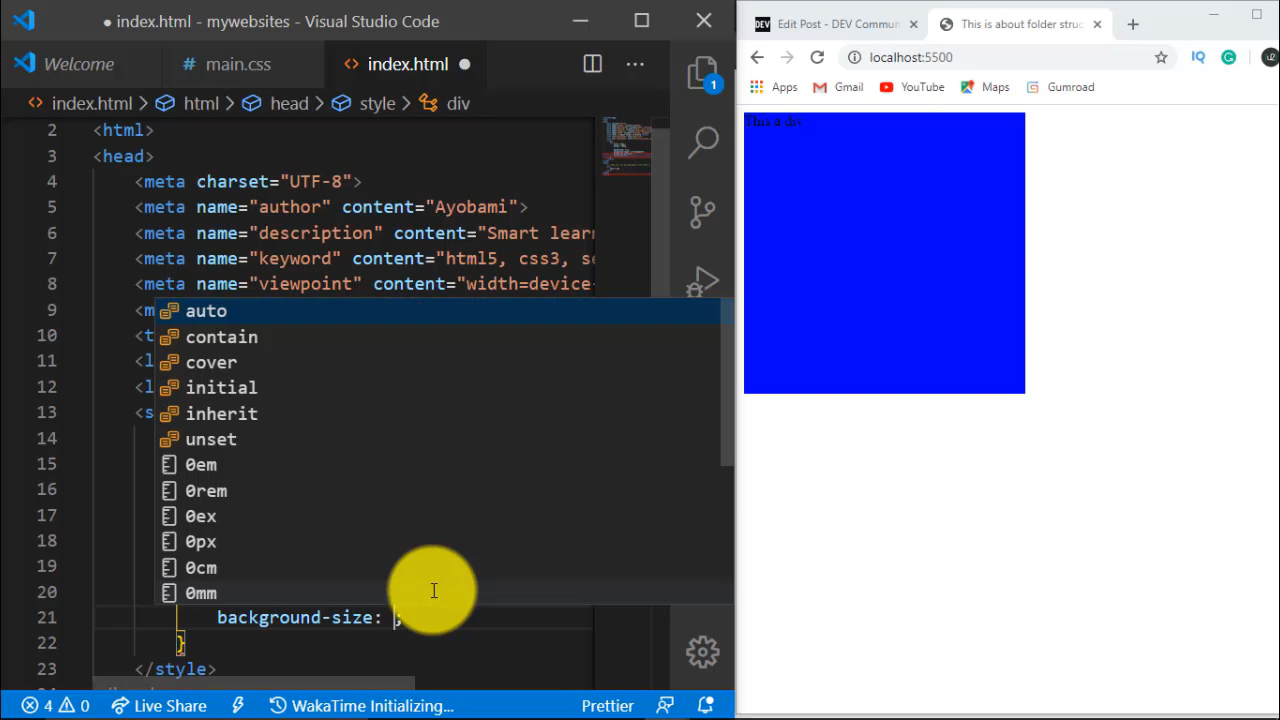 ● index.html - mywebsites - Visual Studio Code
Welcome
# main.css
<> index.html ●
...
1
<> index.html > html > head > style > div
2 <html>
3 <head>
4 <meta charset="UTF-8">
5 <meta name="author" content="Ayobami">
6 <meta name="description" content="Smart learn
7 <meta name="keyword" content="html5, css3, se
8 <meta name="viewpoint" content="width=device-
9 <m
10 <t
11 <l
12 <l
13 <s
14
15
16
17
18
19
20
auto
contain
cover
initial
inherit
unset
0em
0rem
0ex
0px
0cm
0mm
21 background-size: ;
22 }
23 </style>
4 0
Live Share
WakaTime Initializing...
Prettier
DEV Edit Post - DEV Commun
This is about folder struc
localhost:5500
IQ
Apps
Gmail
YouTube
Maps
Gumroad
This a div